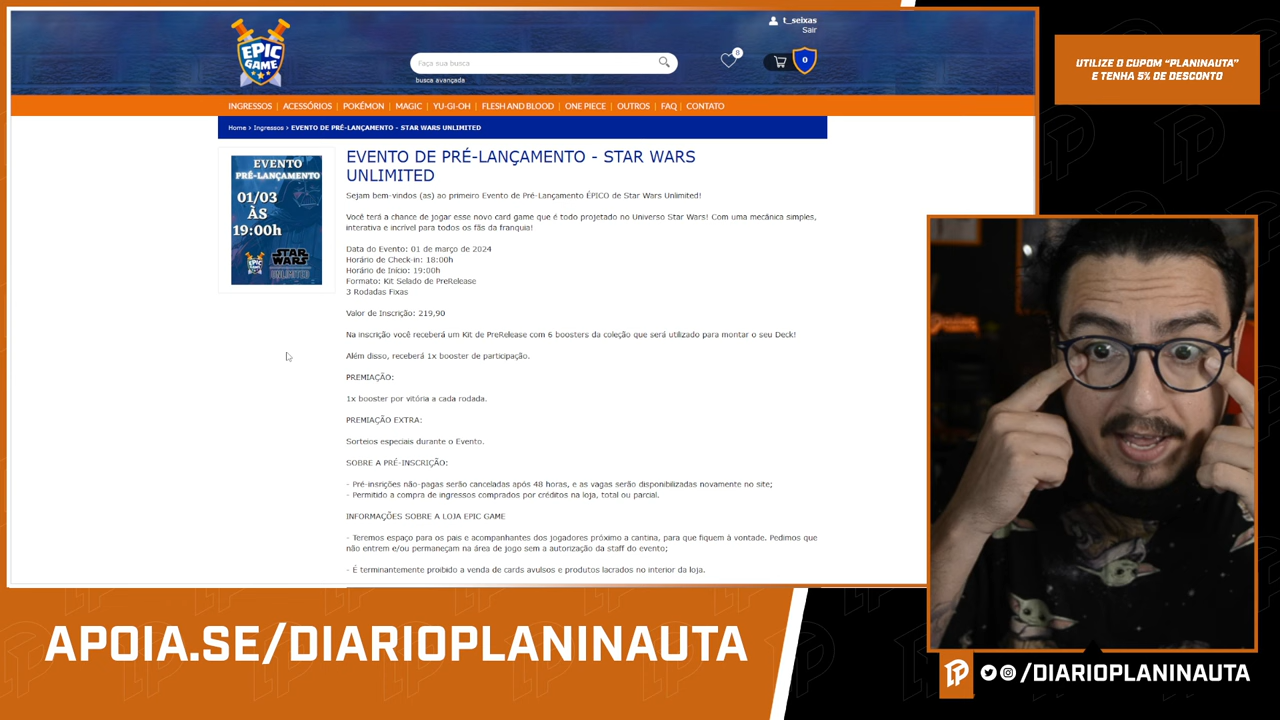 t_seixas
Sair
EPIC
GAME
Faça sua busca
busca avançada
8
0
UTILIZE O CUPOM "PLANINAUTA"
E TENHA 5% DE DESCONTO
INGRESSOS | ACESSÓRIOS | POKÉMON | MAGIC | YU-GI-OH | FLESH AND BLOOD | ONE PIECE | OUTROS | FAQ | CONTATO
Home > Ingressos > EVENTO DE PRÉ-LANÇAMENTO - STAR WARS UNLIMITED
EVENTO
PRÉ-LANÇAMENTO
01/03
ÀS
19:00h
EPIC
GAME
STAR
WARS
UNLIMITED
EVENTO DE PRÉ-LANÇAMENTO - STAR WARS
UNLIMITED
Sejam bem-vindos (as) ao primeiro Evento de Pré-Lançamento ÉPICO de Star Wars Unlimited!
Você terá a chance de jogar esse novo card game que é todo projetado no Universo Star Wars! Com uma mecânica simples,
interativa e incrível para todos os fãs da franquia!
Data do Evento: 01 de março de 2024
Horário de Check-in: 18:00h
Horário de Início: 19:00h
Formato: Kit Selado de PreRelease
3 Rodadas Fixas
Valor de Inscrição: 219,90
Na inscrição você receberá um Kit de PreRelease com 6 boosters da coleção que será utilizado para montar o seu Deck!
Além disso, receberá 1x booster de participação.
PREMIAÇÃO:
1x booster por vitória a cada rodada.
PREMIAÇÃO EXTRA:
Sorteios especiais durante o Evento.
SOBRE A PRÉ-INSCRIÇÃO:
- Pré-insrições não-pagas serão canceladas após 48 horas, e as vagas serão disponibilizadas novamente no site;
- Permitido a compra de ingressos comprados por créditos na loja, total ou parcial.
INFORMAÇÕES SOBRE A LOJA EPIC GAME
- Teremos espaço para os pais e acompanhantes dos jogadores próximo a cantina, para que fiquem à vontade. Pedimos que
não entrem e/ou permaneçam na área de jogo sem a autorização da staff do evento;
- É terminantemente proibido a venda de cards avulsos e produtos lacrados no interior da loja.
APOIA.SE/DIARIOPLANINAUTA
/DIARIOPLANINAUTA